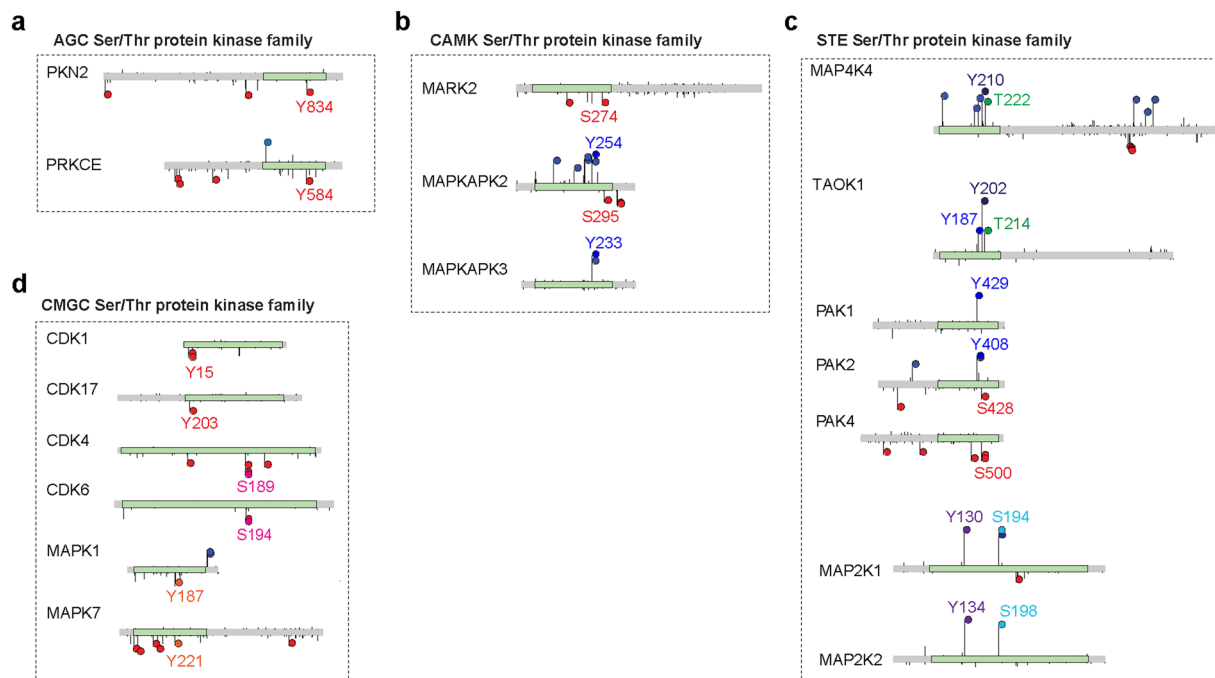 a
AGC Ser/Thr protein kinase family
PKN2
Y834
PRKCE
Y584
b
CAMK Ser/Thr protein kinase family
MARK2
S274
Y254
MAPKAPK2
S295
Y233
MAPKAPK3
c
STE Ser/Thr protein kinase family
MAP4K4
Y210
T222
TAOK1
Y202
Y187
T214
Y429
PAK1
Y408
PAK2
S428
PAK4
S500
Y130
S194
MAP2K1
Y134
S198
MAP2K2
d
CMGC Ser/Thr protein kinase family
CDK1
Y15
CDK17
Y203
CDK4
S189
CDK6
S194
MAPK1
Y187
MAPK7
Y221